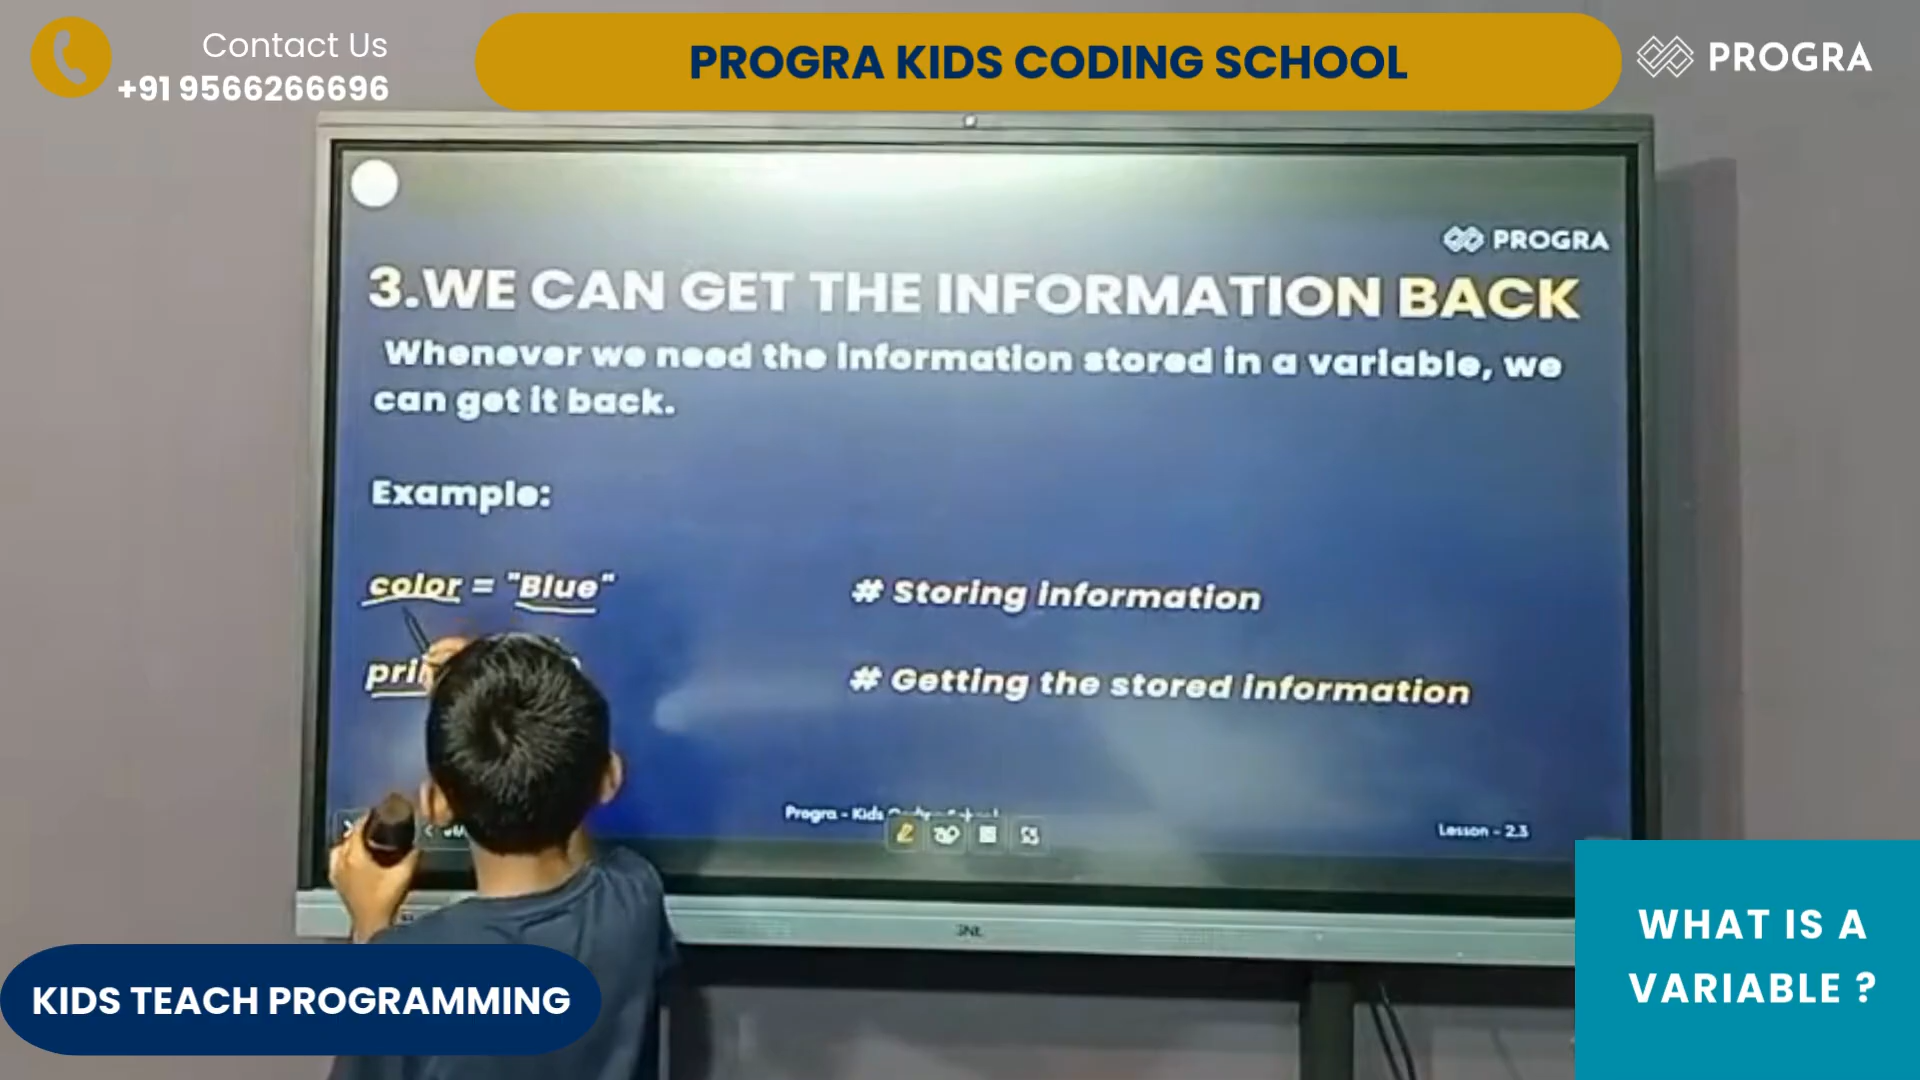 Contact Us
+91 9566266696
PROGRA KIDS CODING SCHOOL
PROGRA
PROGRA
3.WE CAN GET THE INFORMATION BACK
Whenever we need the information stored in a variable, we
can get it back.
Example:
color = "Blue"
# Storing information
# Getting the stored information
Progra - Kids
Lesson - 2.3
KIDS TEACH PROGRAMMING
WHAT IS A
VARIABLE ?